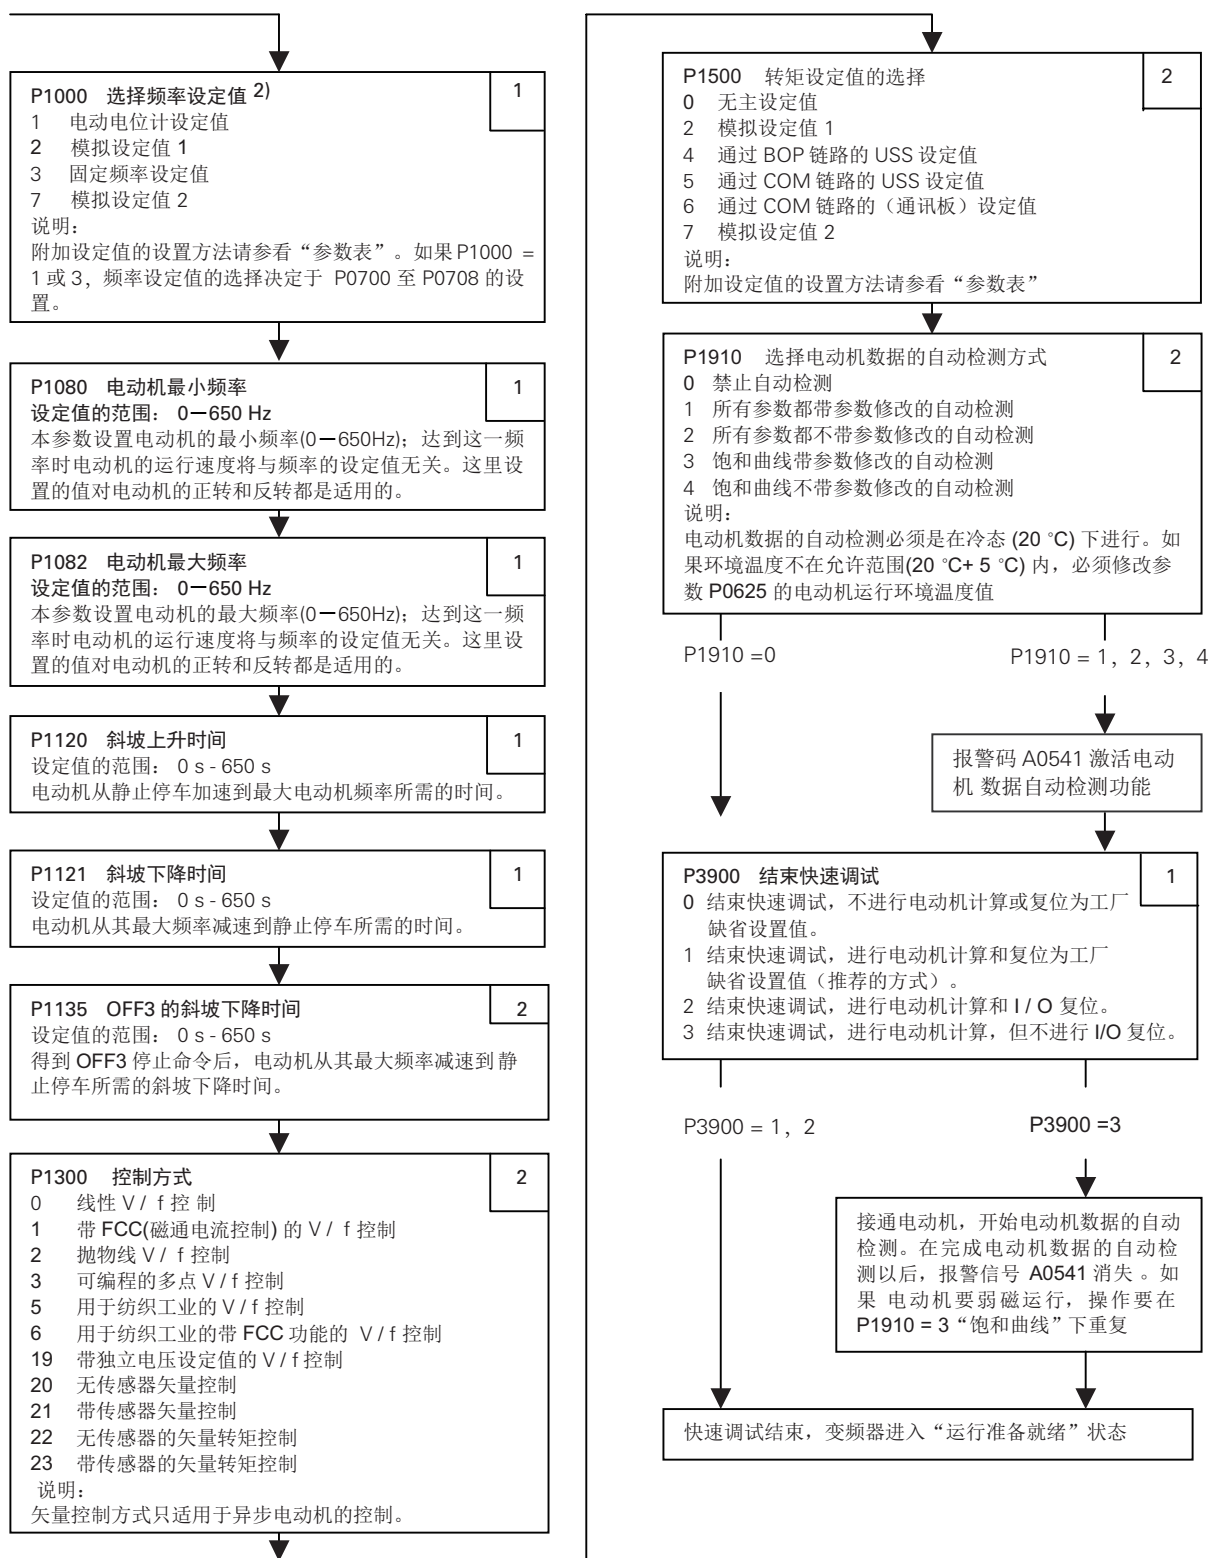 P1000 选择频率设定值 2)
1
1 电动电位计设定值
2 模拟设定值 1
3 固定频率设定值
7 模拟设定值 2
说明：
附加设定值的设置方法请参看“参数表”。如果 P1000 =
1 或 3，频率设定值的选择决定于 P0700 至 P0708 的设
置。
P1080 电动机最小频率
1
设定值的范围： 0—650 Hz
本参数设置电动机的最小频率(0—650Hz)；达到这一频
率时电动机的运行速度将与频率的设定值无关。这里设
置的值对电动机的正转和反转都是适用的。
P1082 电动机最大频率
1
设定值的范围： 0—650 Hz
本参数设置电动机的最大频率(0—650Hz)；达到这一频
率时电动机的运行速度将与频率的设定值无关。这里设
置的值对电动机的正转和反转都是适用的。
P1120 斜坡上升时间
1
设定值的范围： 0 s - 650 s
电动机从静止停车加速到最大电动机频率所需的时间。
P1121 斜坡下降时间
1
设定值的范围： 0 s - 650 s
电动机从其最大频率减速到静止停车所需的时间。
P1135 OFF3 的斜坡下降时间
2
设定值的范围： 0 s - 650 s
得到 OFF3 停止命令后，电动机从其最大频率减速到 静
止停车所需的斜坡下降时间。
P1300 控制方式
2
0 线性 V / f 控 制
1 带 FCC(磁通电流控制) 的 V / f 控制
2 抛物线 V / f 控制
3 可编程的多点 V / f 控制
5 用于纺织工业的 V / f 控制
6 用于纺织工业的带 FCC 功能的 V / f 控制
19 带独立电压设定值的 V / f 控制
20 无传感器矢量控制
21 带传感器矢量控制
22 无传感器的矢量转矩控制
23 带传感器的矢量转矩控制
说明：
矢量控制方式只适用于异步电动机的控制。
P1500 转矩设定值的选择
2
0 无主设定值
2 模拟设定值 1
4 通过 BOP 链路的 USS 设定值
5 通过 COM 链路的 USS 设定值
6 通过 COM 链路的（通讯板）设定值
7 模拟设定值 2
说明：
附加设定值的设置方法请参看“参数表”
P1910 选择电动机数据的自动检测方式
2
0 禁止自动检测
1 所有参数都带参数修改的自动检测
2 所有参数都不带参数修改的自动检测
3 饱和曲线带参数修改的自动检测
4 饱和曲线不带参数修改的自动检测
说明：
电动机数据的自动检测必须是在冷态 (20 °C) 下进行。如
果环境温度不在允许范围(20 °C+ 5 °C) 内，必须修改参
数 P0625 的电动机运行环境温度值
P1910 =0
P1910 = 1，2，3，4
报警码 A0541 激活电动
机 数据自动检测功能
P3900 结束快速调试
1
0 结束快速调试，不进行电动机计算或复位为工厂
缺省设置值。
1 结束快速调试，进行电动机计算和复位为工厂
缺省设置值（推荐的方式）。
2 结束快速调试，进行电动机计算和 I / O 复位。
3 结束快速调试，进行电动机计算，但不进行 I/O 复位。
P3900 = 1，2
P3900 =3
接通电动机，开始电动机数据的自动
检测。在完成电动机数据的自动检
测以后，报警信号 A0541 消失 。如
果 电动机要弱磁运行，操作要在
P1910 = 3“饱和曲线”下重复
快速调试结束，变频器进入“运行准备就绪”状态